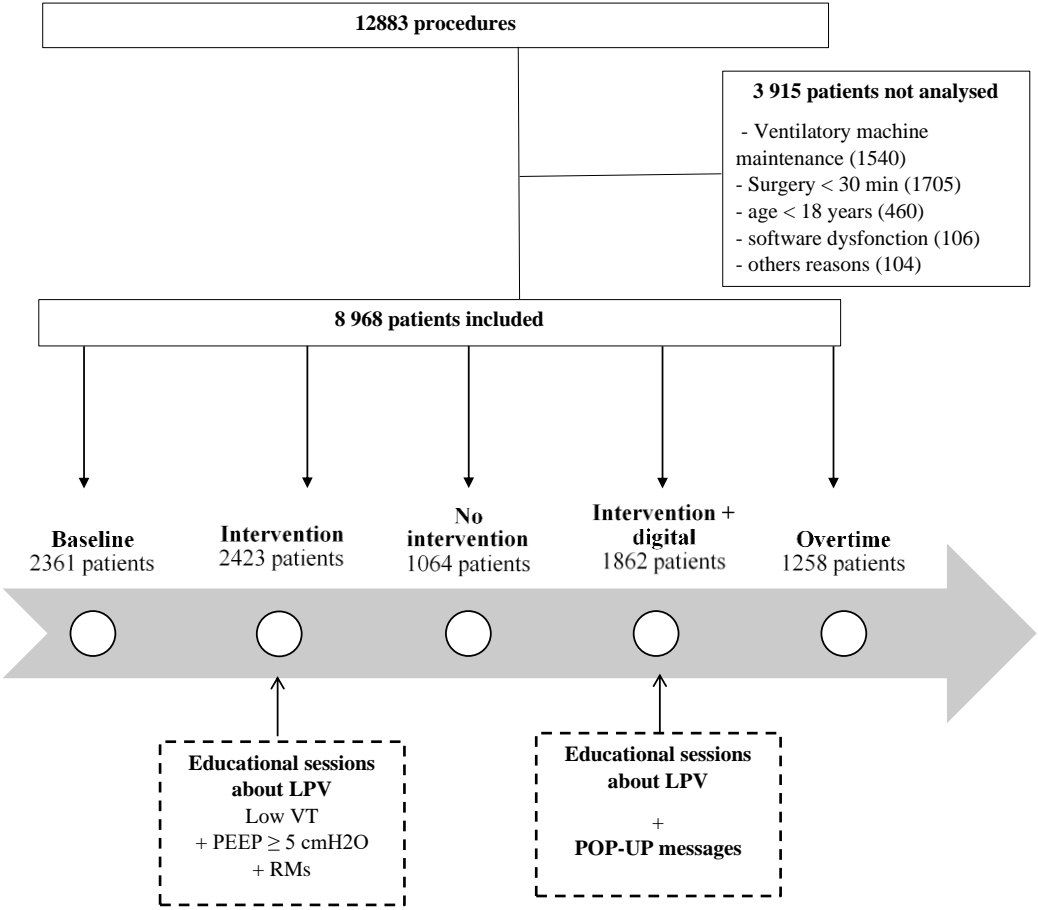 12883 procedures
3 915 patients not analysed
- Ventilatory machine
maintenance (1540)
- Surgery < 30 min (1705)
- age < 18 years (460)
- software dysfonction (106)
- others reasons (104)
8 968 patients included
Baseline
2361 patients
Intervention
2423 patients
No
intervention
1064 patients
Intervention +
digital
1862 patients
Overtime
1258 patients
Educational sessions
about LPV
Low VT
+ PEEP ≥ 5 cmH2O
+ RMs
Educational sessions
about LPV
+
POP-UP messages